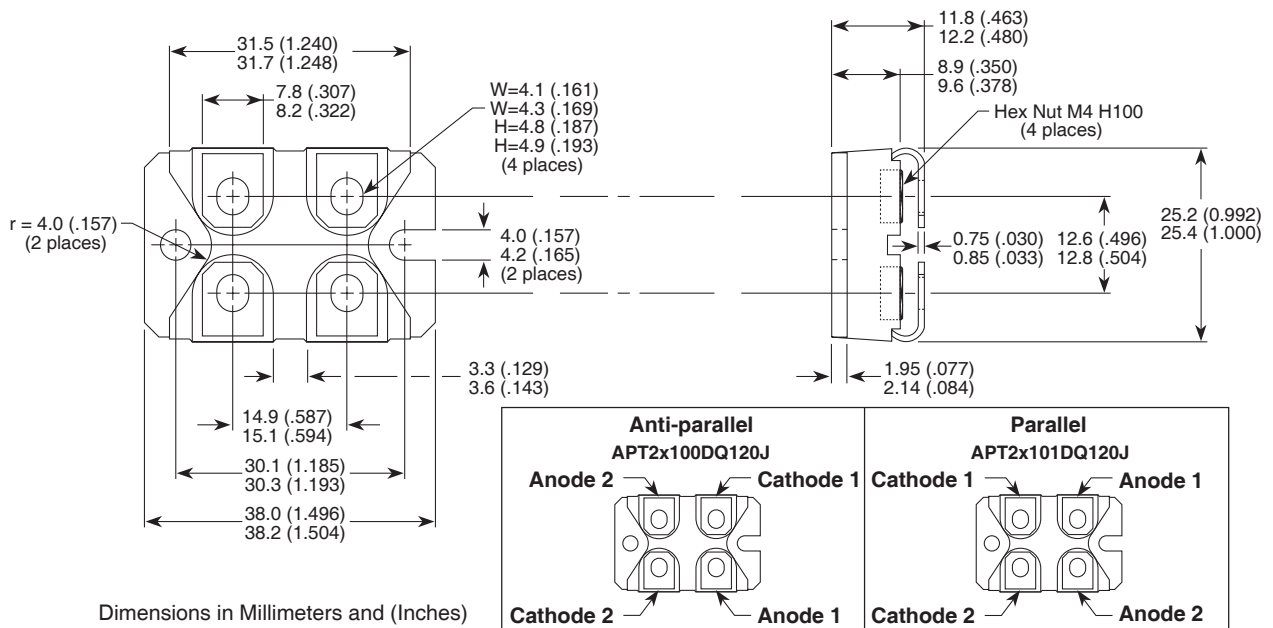 31.5 (1.240)
31.7 (1.248)
7.8 (.307)
8.2 (.322)
W=4.1 (.161)
W=4.3 (.169)
H=4.8 (.187)
H=4.9 (.193)
(4 places)
r = 4.0 (.157)
(2 places)
4.0 (.157)
4.2 (.165)
(2 places)
3.3 (.129)
3.6 (.143)
14.9 (.587)
15.1 (.594)
30.1 (1.185)
30.3 (1.193)
38.0 (1.496)
38.2 (1.504)
11.8 (.463)
12.2 (.480)
8.9 (.350)
9.6 (.378)
Hex Nut M4 H100
(4 places)
0.75 (.030)
0.85 (.033)
12.6 (.496)
12.8 (.504)
25.2 (0.992)
25.4 (1.000)
1.95 (.077)
2.14 (.084)
Anti-parallel
APT2x100DQ120J
Anode 2
Cathode 1
Cathode 2
Anode 1
Parallel
APT2x101DQ120J
Cathode 1
Anode 1
Cathode 2
Anode 2
Dimensions in Millimeters and (Inches)